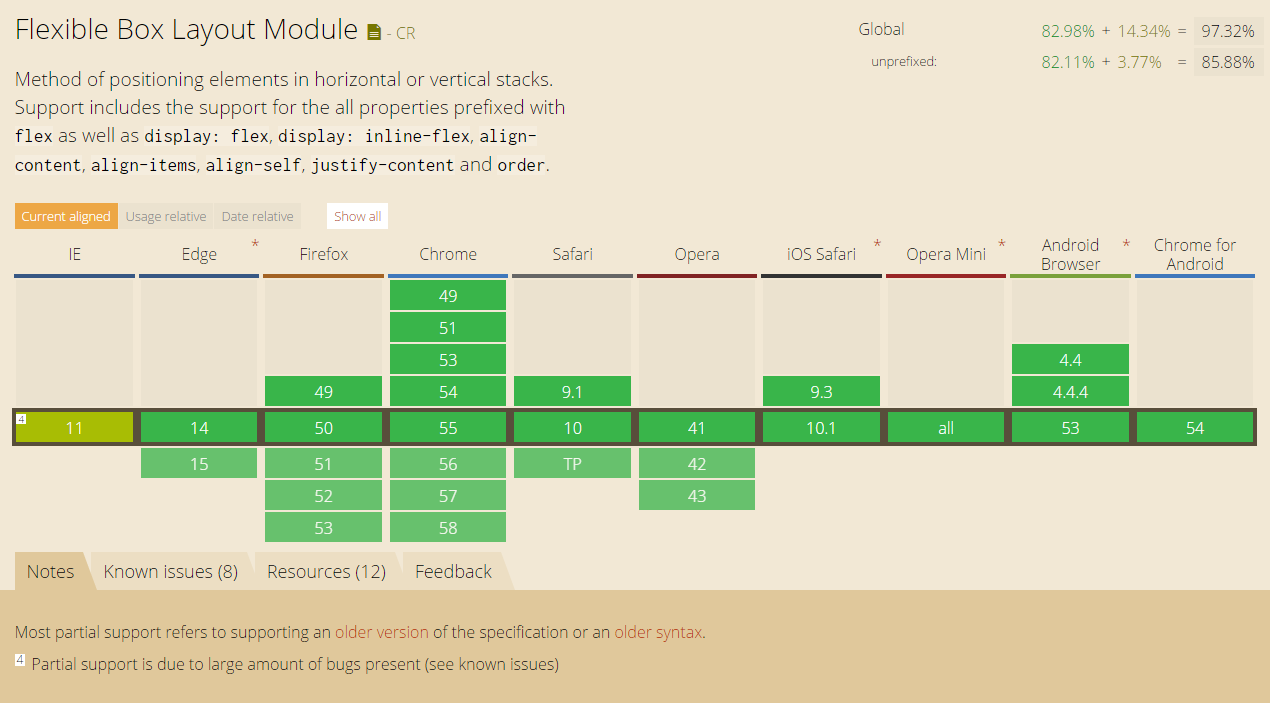 Flexible Box Layout Module - CR
Global 82.98% + 14.34% = 97.32%
unprefixed: 82.11% + 3.77% = 85.88%
Method of positioning elements in horizontal or vertical stacks.
Support includes the support for the all properties prefixed with
flex as well as display: flex, display: inline-flex, align-
content, align-items, align-self, justify-content and order.
Current aligned Usage relative Date relative Show all
IE Edge * Firefox Chrome Safari Opera iOS Safari * Opera Mini * Android Browser * Chrome for Android
49
51
53 4.4
49 54 9.1 9.3 4.4.4
4 11 14 50 55 10 41 10.1 all 53 54
15 51 56 TP 42
52 57 43
53 58
Notes Known issues (8) Resources (12) Feedback
Most partial support refers to supporting an older version of the specification or an older syntax.
4 Partial support is due to large amount of bugs present (see known issues)